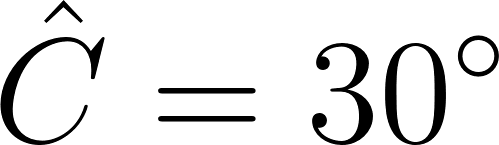 Ĉ = 30°